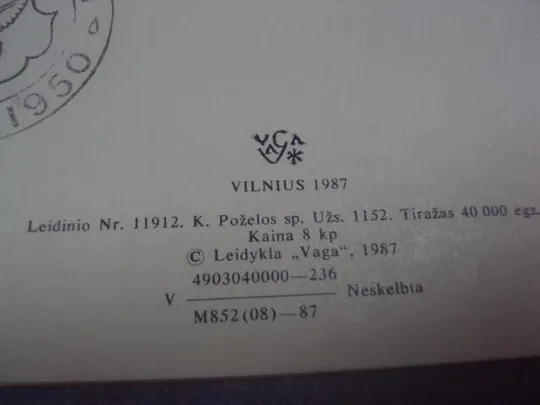 1950
VAGA
VILNIUS 1987
Leidinio Nr. 11912. K. Poželos sp. Užs. 1152. Tiražas 40 000 egz.
Kaina 8 kp
© Leidykla „Vaga“, 1987
4903040000—236
V ———— Neskelbta
M852(08)—87